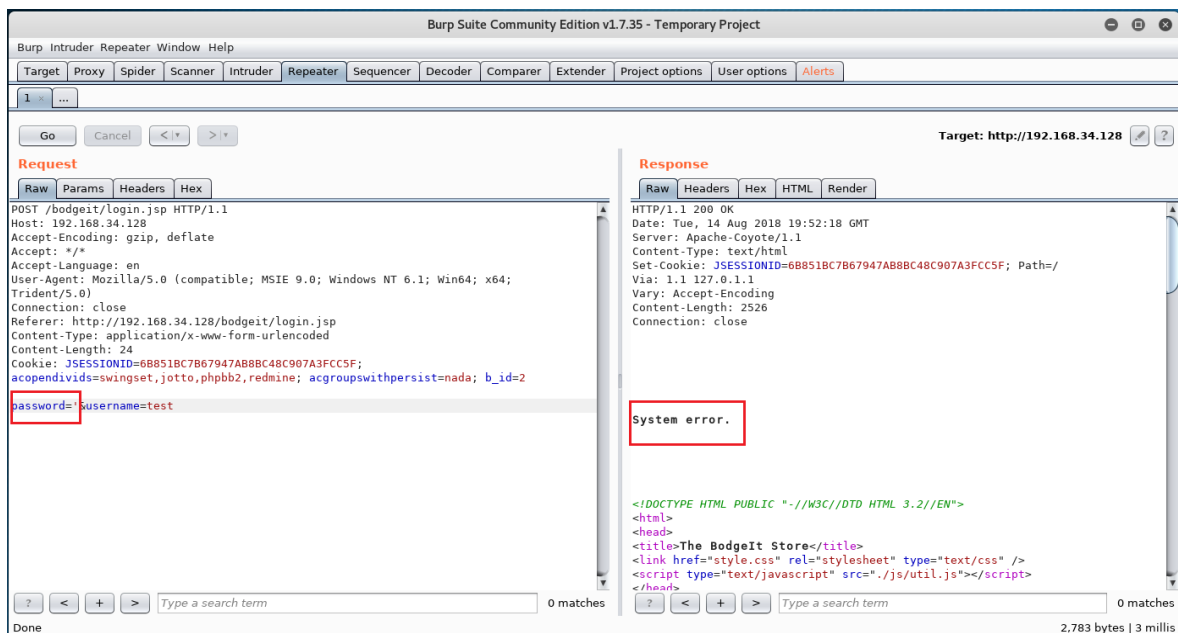 Burp Suite Community Edition v1.7.35 - Temporary Project
Burp Intruder Repeater Window Help
Target Proxy Spider Scanner Intruder Repeater Sequencer Decoder Comparer Extender Project options User options Alerts
1 × ...
Go Cancel < > Target: http://192.168.34.128 ?
Request
Raw Params Headers Hex
POST /bodgeit/login.jsp HTTP/1.1
Host: 192.168.34.128
Accept-Encoding: gzip, deflate
Accept: */*
Accept-Language: en
User-Agent: Mozilla/5.0 (compatible; MSIE 9.0; Windows NT 6.1; Win64; x64;
Trident/5.0)
Connection: close
Referer: http://192.168.34.128/bodgeit/login.jsp
Content-Type: application/x-www-form-urlencoded
Content-Length: 24
Cookie: JSESSIONID=6B851BC7B67947AB8BC48C907A3FCC5F;
acopendivids=swingset,jotto,phpbb2,redmine; acgroupswithpersist=nada; b_id=2
password='&username=test
? < + > Type a search term 0 matches
Response
Raw Headers Hex HTML Render
HTTP/1.1 200 OK
Date: Tue, 14 Aug 2018 19:52:18 GMT
Server: Apache-Coyote/1.1
Content-Type: text/html
Set-Cookie: JSESSIONID=6B851BC7B67947AB8BC48C907A3FCC5F; Path=/
Via: 1.1 127.0.1.1
Vary: Accept-Encoding
Content-Length: 2526
Connection: close
System error.
<!DOCTYPE HTML PUBLIC "-//W3C//DTD HTML 3.2//EN">
<html>
<head>
<title>The BodgeIt Store</title>
<link href="style.css" rel="stylesheet" type="text/css" />
<script type="text/javascript" src="./js/util.js"></script>
</head>
? < + > Type a search term 0 matches
Done 2,783 bytes | 3 millis